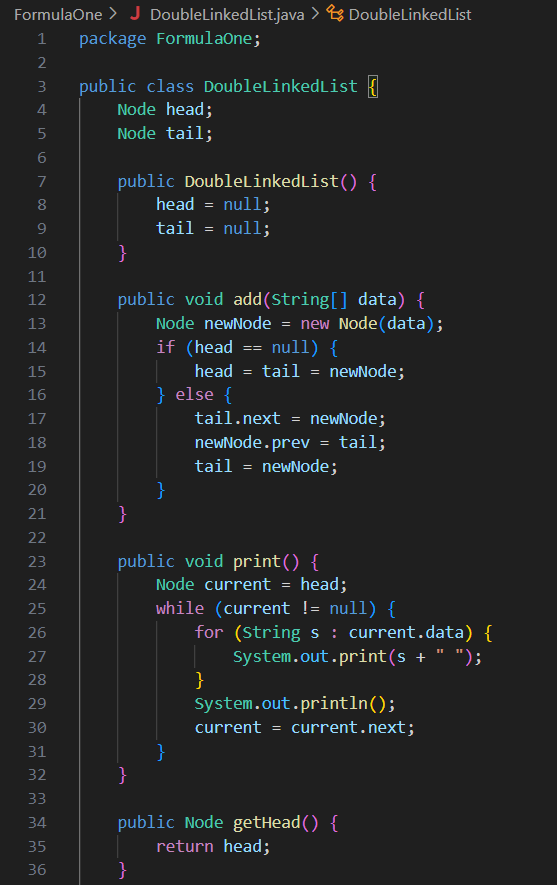 FormulaOne > J DoubleLinkedList.java > DoubleLinkedList
1 package FormulaOne;
2
3 public class DoubleLinkedList {
4     Node head;
5     Node tail;
6
7     public DoubleLinkedList() {
8         head = null;
9         tail = null;
10     }
11
12     public void add(String[] data) {
13         Node newNode = new Node(data);
14         if (head == null) {
15             head = tail = newNode;
16         } else {
17             tail.next = newNode;
18             newNode.prev = tail;
19             tail = newNode;
20         }
21     }
22
23     public void print() {
24         Node current = head;
25         while (current != null) {
26             for (String s : current.data) {
27                 System.out.print(s + " ");
28             }
29             System.out.println();
30             current = current.next;
31         }
32     }
33
34     public Node getHead() {
35         return head;
36     }